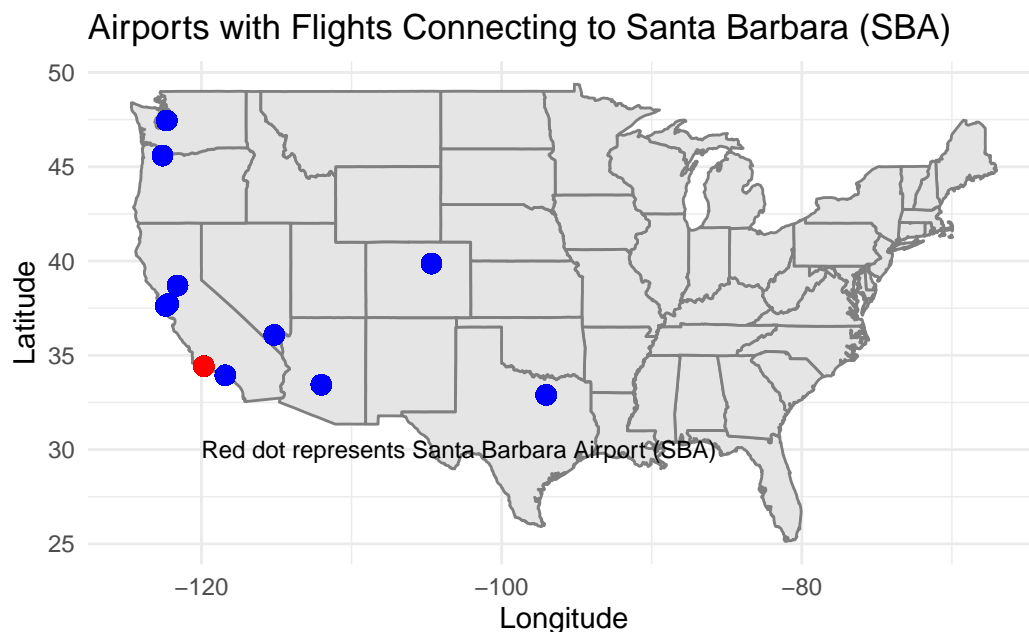 Airports with Flights Connecting to Santa Barbara (SBA)
50
45
40
35
30
25
Latitude
Red dot represents Santa Barbara Airport (SBA)
−120
−100
−80
Longitude